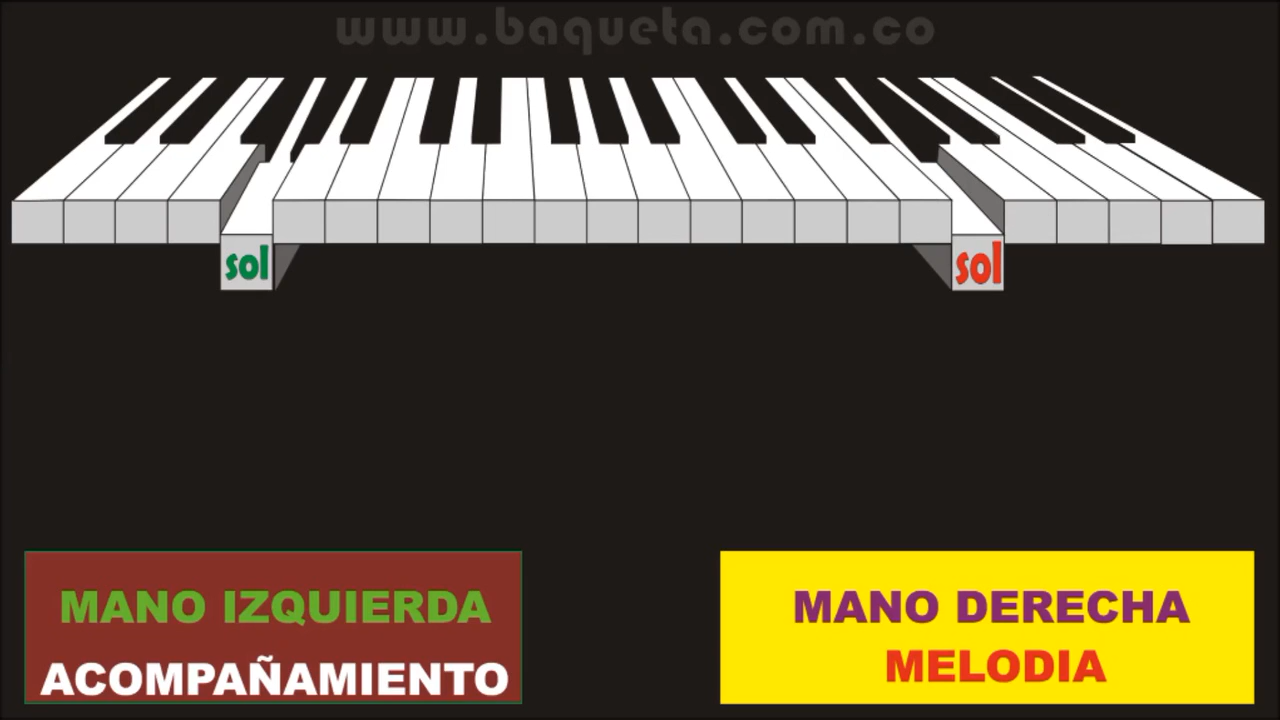 www.baqueta.com.co
sol
sol
MANO IZQUIERDA
ACOMPAÑAMIENTO
MANO DERECHA
MELODIA